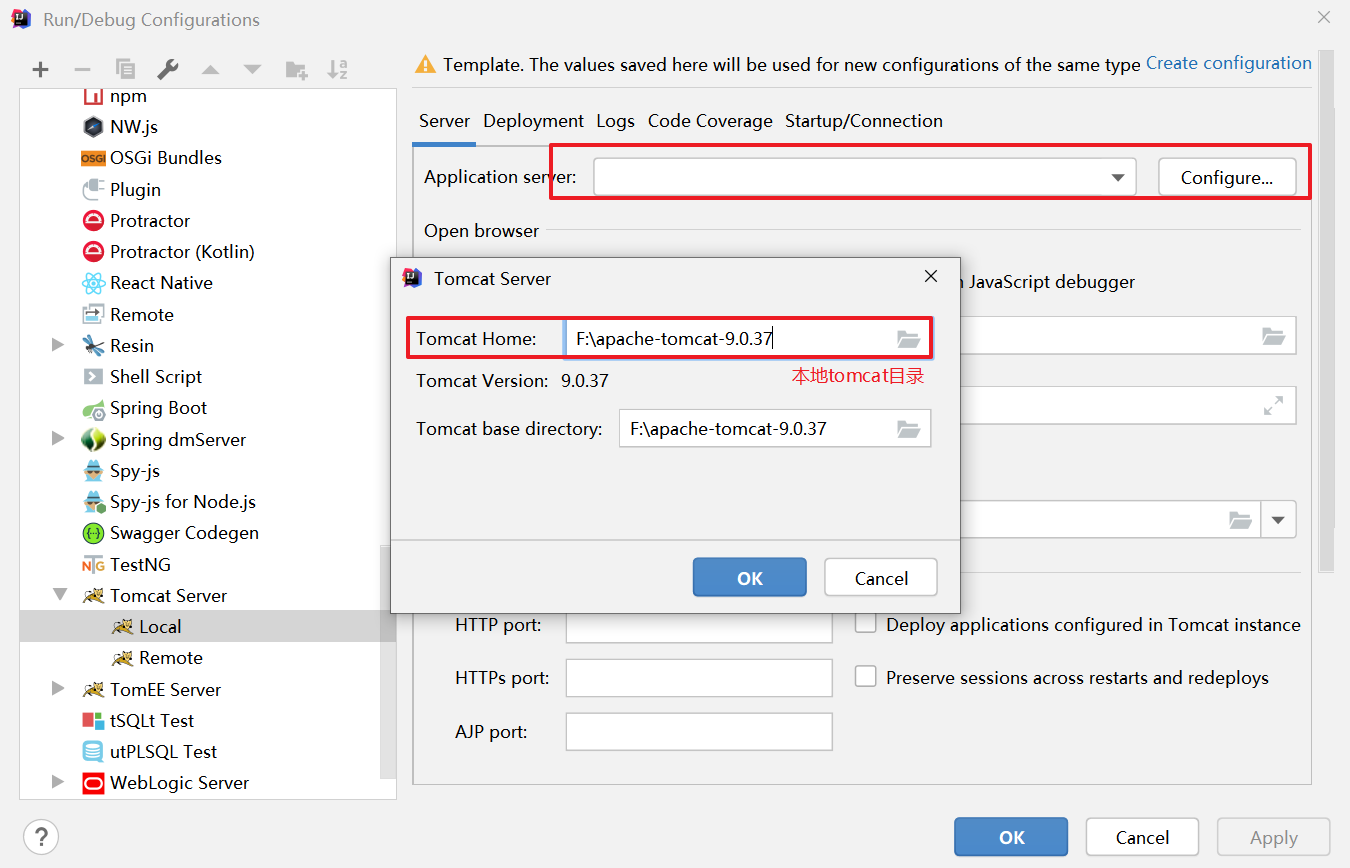 Run/Debug Configurations
Template. The values saved here will be used for new configurations of the same type Create configuration
npm
NW.js
OSGi Bundles
Plugin
Protractor
Protractor (Kotlin)
React Native
Remote
Resin
Shell Script
Spring Boot
Spring dmServer
Spy-js
Spy-js for Node.js
Swagger Codegen
TestNG
Tomcat Server
Local
Remote
TomEE Server
tSQLt Test
utPLSQL Test
WebLogic Server
Server Deployment Logs Code Coverage Startup/Connection
Application server: Configure...
Open browser
JavaScript debugger
Tomcat Server
Tomcat Home: F:\apache-tomcat-9.0.37
Tomcat Version: 9.0.37
本地tomcat目录
Tomcat base directory: F:\apache-tomcat-9.0.37
OK Cancel
HTTP port: Deploy applications configured in Tomcat instance
HTTPs port: Preserve sessions across restarts and redeploys
AJP port:
? OK Cancel Apply